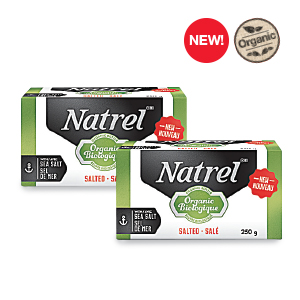 NEW!
Organic
Natrel
NEW
NOUVEAU
Organic
Biologique
SEA SALT
SEL
DE MER
SALTED - SALÉ
Natrel
NEW
NOUVEAU
Organic
Biologique
SEA SALT
SEL
DE MER
SALTED - SALÉ
250 g